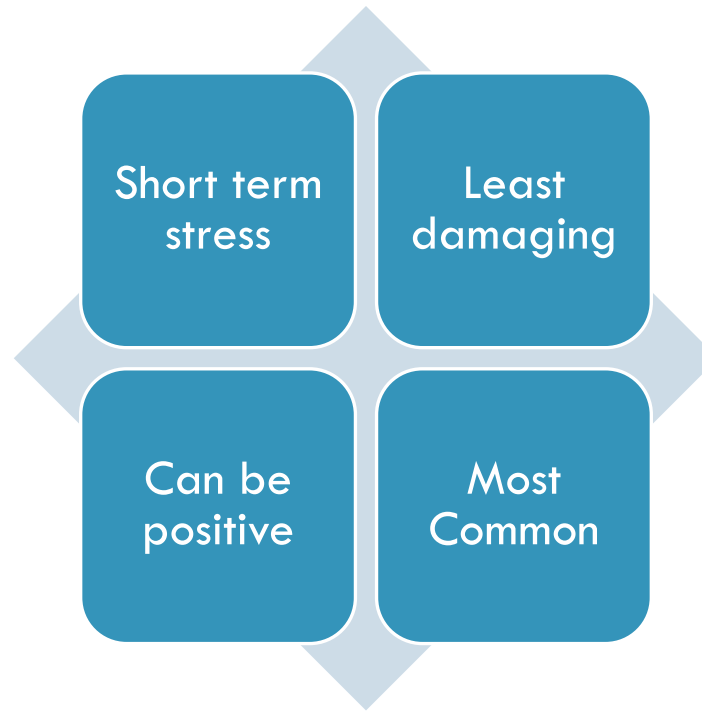 Short term
stress
Least
damaging
Can be
positive
Most
Common